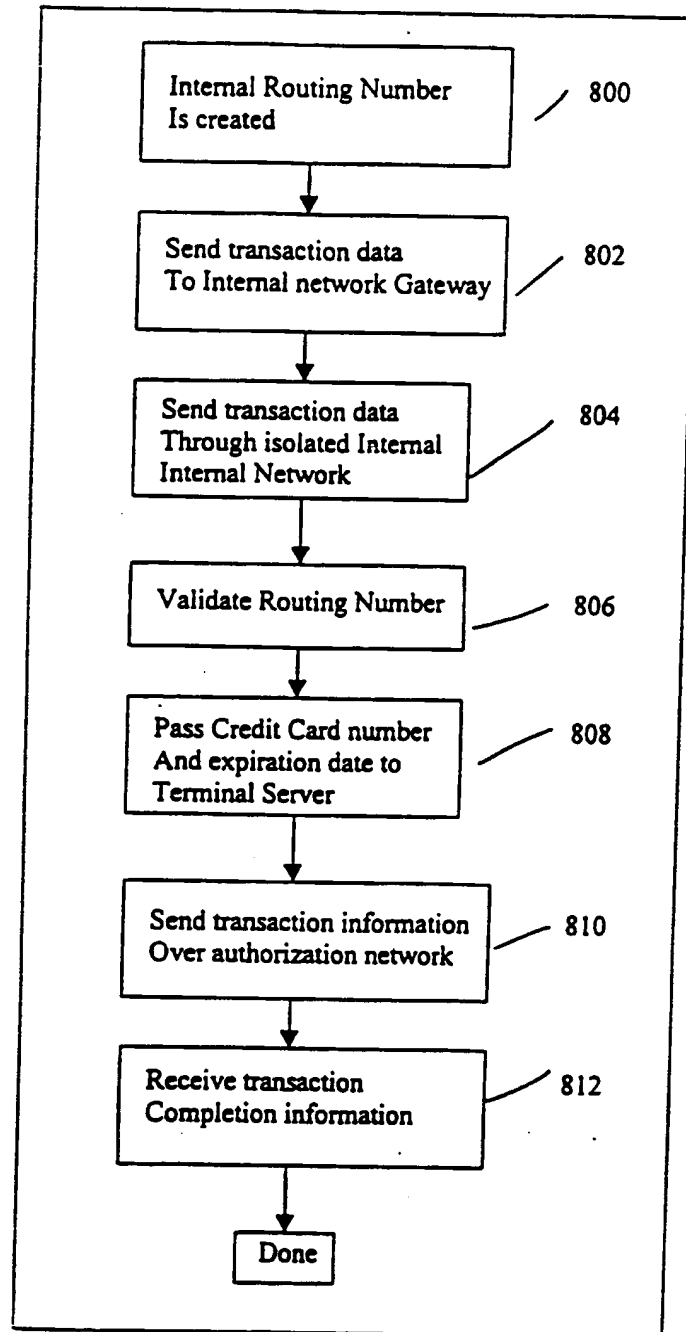 Internal Routing Number
Is created
800
Send transaction data
To Internal network Gateway
802
Send transaction data
Through isolated Internal
Internal Network
804
Validate Routing Number
806
Pass Credit Card number
And expiration date to
Terminal Server
808
Send transaction information
Over authorization network
810
Receive transaction
Completion information
812
Done